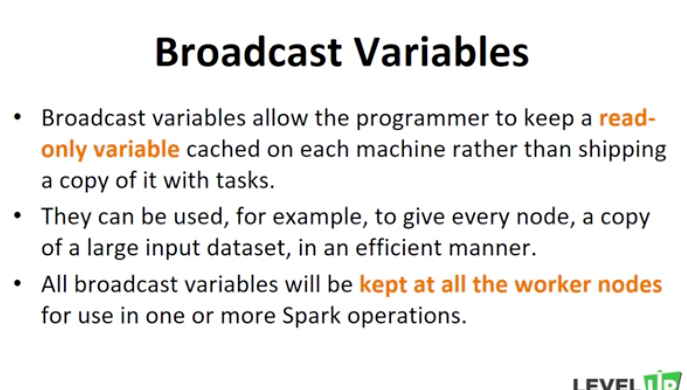 Broadcast Variables
• Broadcast variables allow the programmer to keep a read-
only variable cached on each machine rather than shipping
a copy of it with tasks.
• They can be used, for example, to give every node, a copy
of a large input dataset, in an efficient manner.
• All broadcast variables will be kept at all the worker nodes
for use in one or more Spark operations.
LEVEL UP